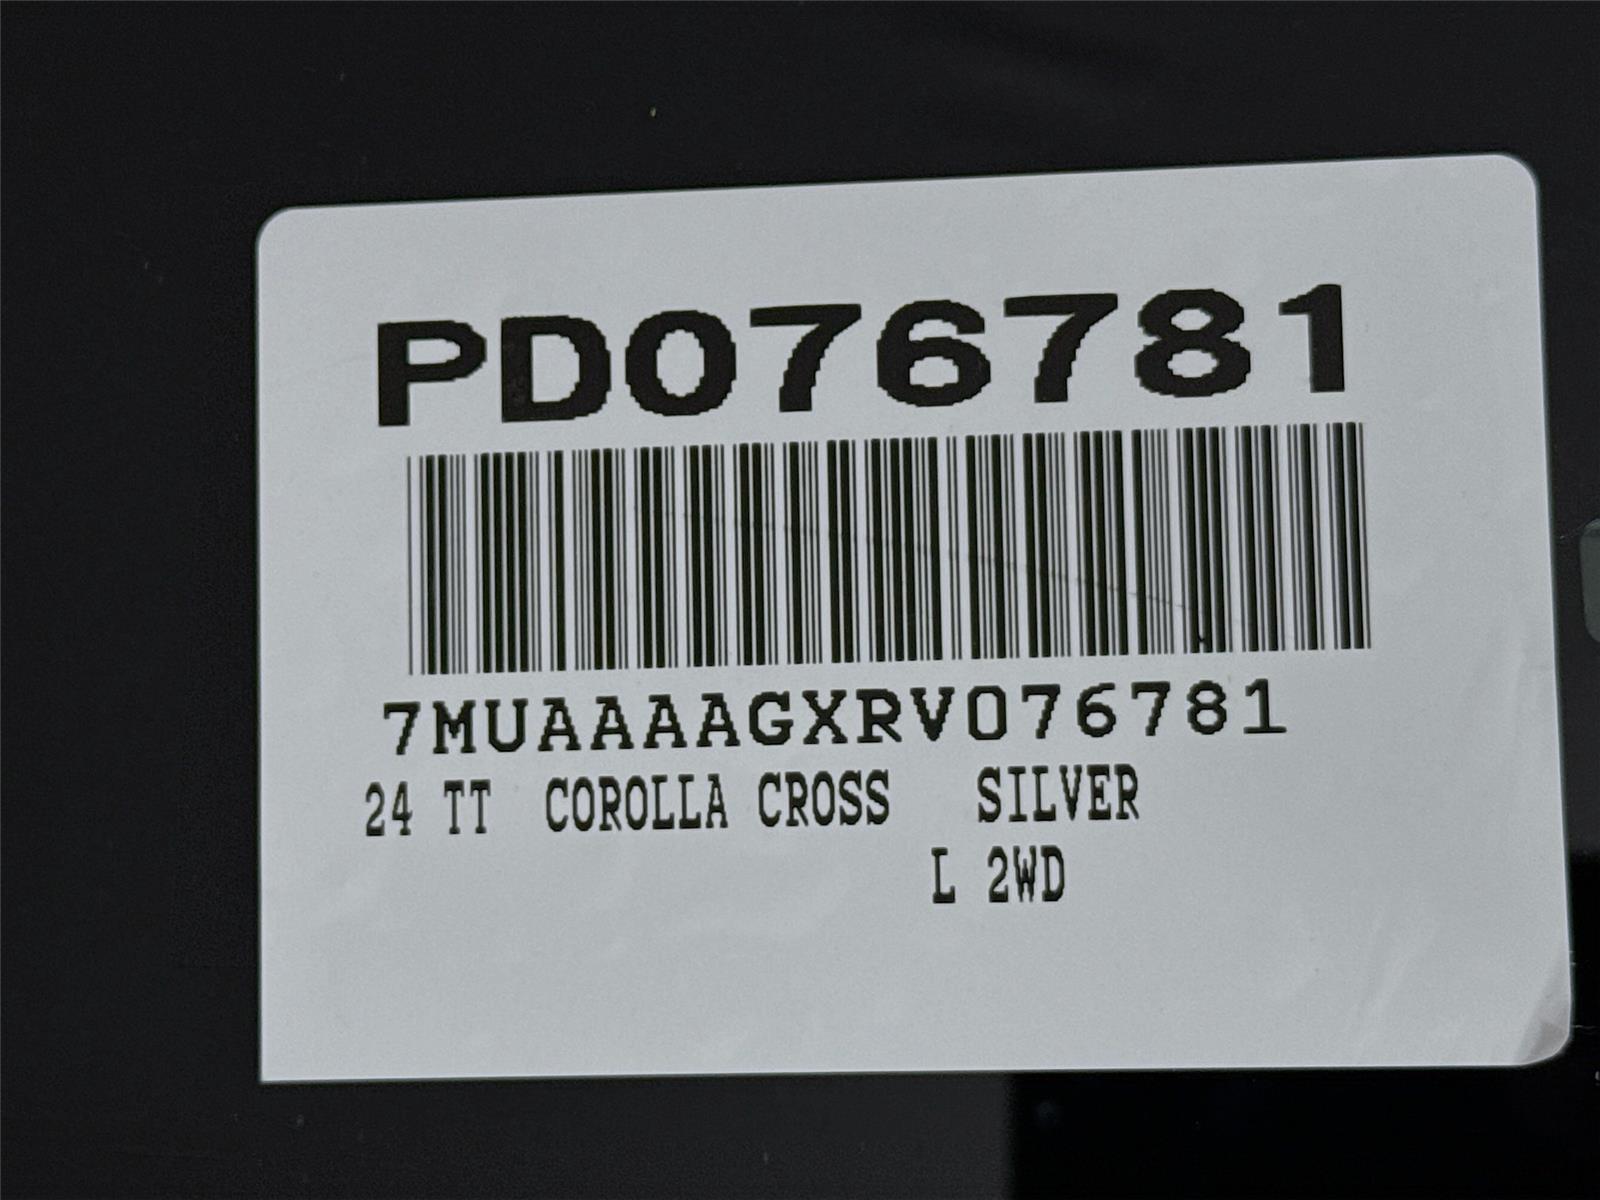 PD076781
7MUAAAAGXRV076781
24 TT COROLLA CROSS SILVER
L 2WD